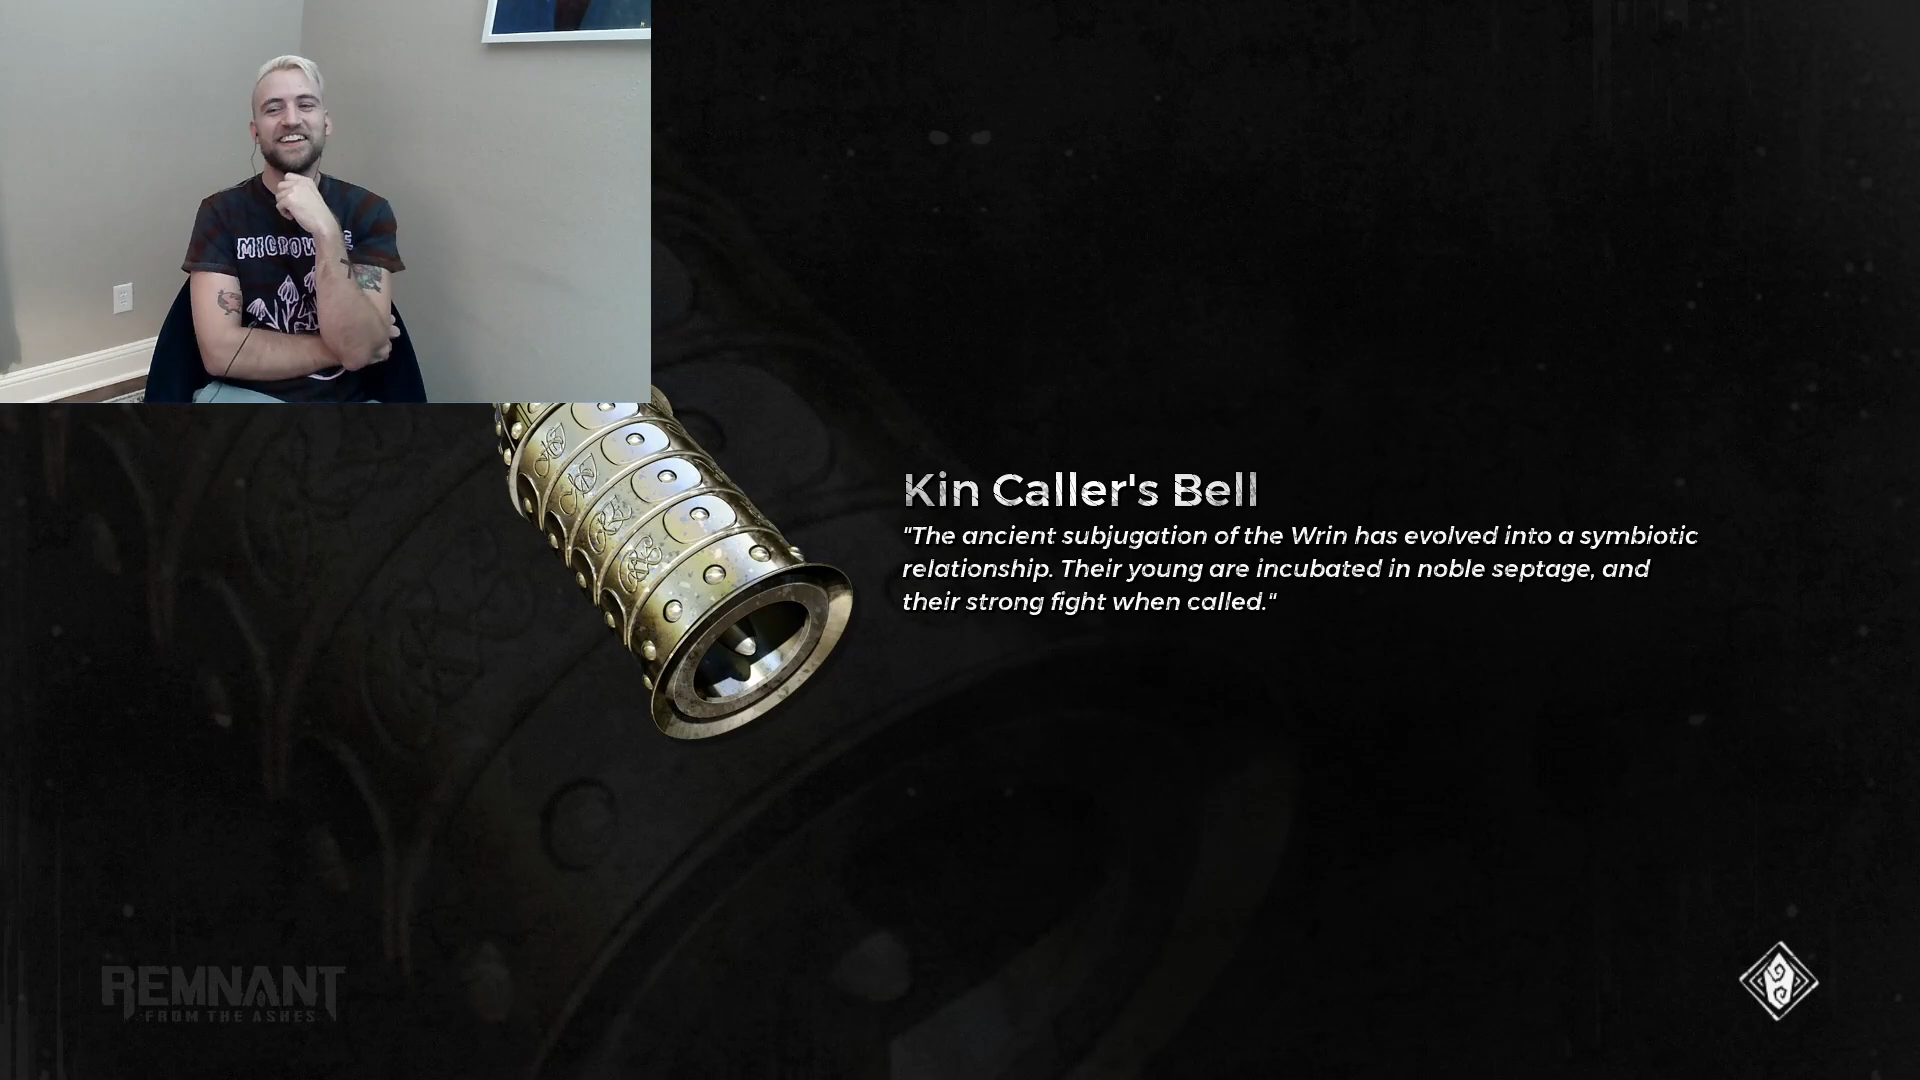 Kin Caller's Bell
"The ancient subjugation of the Wrin has evolved into a symbiotic
relationship. Their young are incubated in noble septage, and
their strong fight when called."
REMNANT
FROM THE ASHES